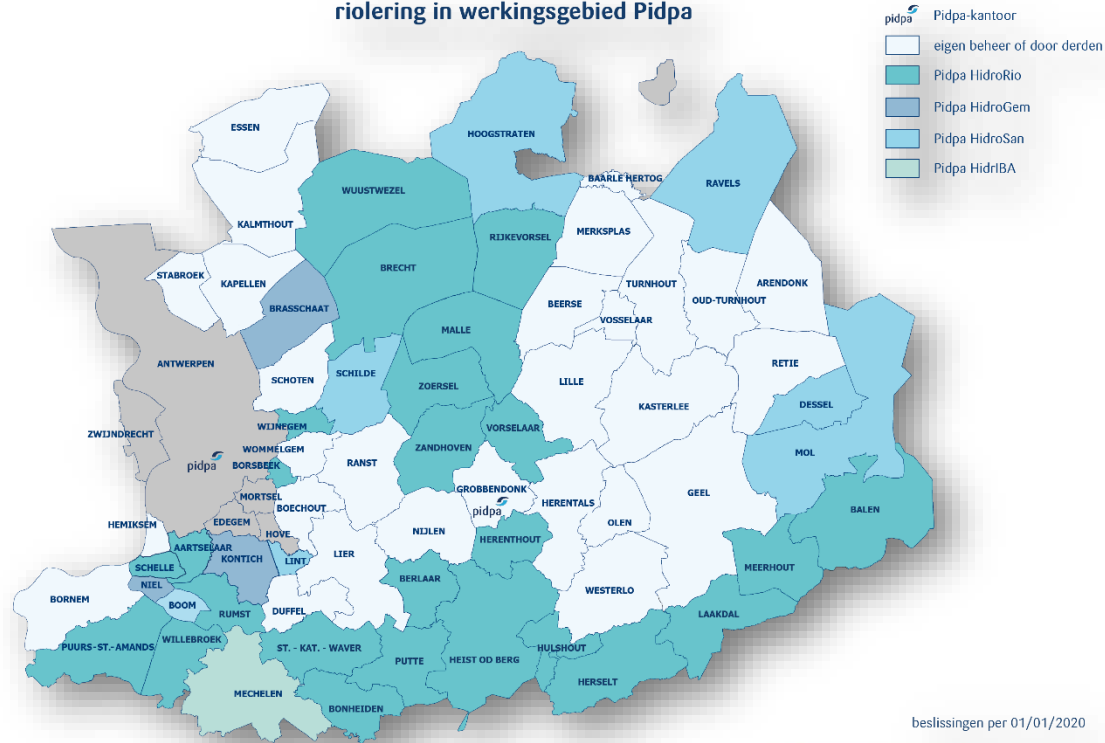 riolering in werkingsgebied Pidpa
pidpa Pidpa-kantoor
eigen beheer of door derden
Pidpa HidroRio
Pidpa HidroGem
Pidpa HidroSan
Pidpa HidrIBA
ESSEN
HOOGSTRATEN
BAARLE HERTOG
RAVELS
WUUSTWEZEL
KALMTHOUT
RIJKEVORSEL
MERKSPLAS
BRECHT
STABROEK
KAPELLEN
TURNHOUT
ARENDONK
BRASSCHAAT
BEERSE
OUD-TURNHOUT
VOSSELAAR
MALLE
ANTWERPEN
RETIE
SCHOTEN
SCHILDE
ZOERSEL
LILLE
KASTERLEE
DESSEL
ZWIJNDRECHT
WIJNEGEM
VORSELAAR
WOMMELGEM
ZANDHOVEN
MOL
pidpa
BORSBEEK
RANST
GROBBENDONK
pidpa
HERENTALS
GEEL
MORTSEL
BOECHOUT
BALEN
HEMIKSEM
EDEGEM
HOVE
NIJLEN
OLEN
HERENTHOUT
AARTSELAAR
KONTICH
LINT
LIER
SCHELLE
MEERHOUT
NIEL
BERLAAR
WESTERLO
BORNEM
BOOM
RUMST
DUFFEL
LAAKDAL
PUURS-ST.-AMANDS
WILLEBROEK
ST. - KAT. - WAVER
PUTTE
HEIST OD BERG
HULSHOUT
HERSELT
MECHELEN
BONHEIDEN
beslissingen per 01/01/2020